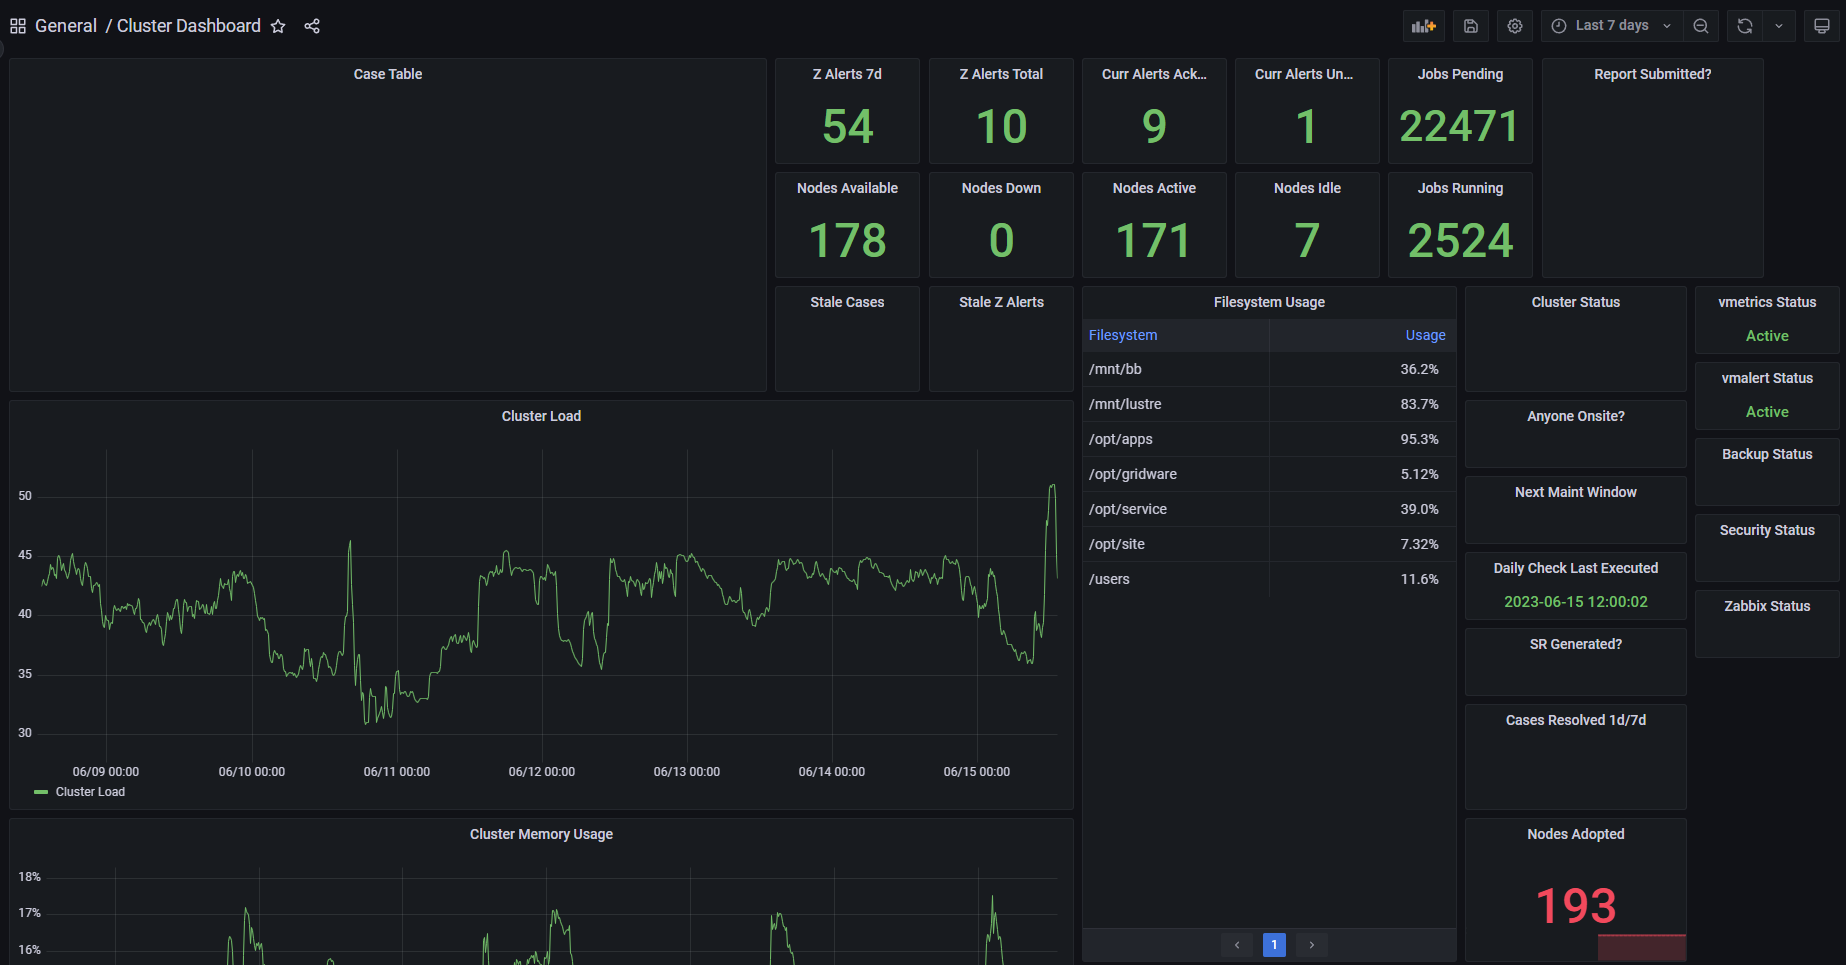 General / Cluster Dashboard
Last 7 days
Case Table
Z Alerts 7d
54
Z Alerts Total
10
Curr Alerts Ack...
9
Curr Alerts Un...
1
Jobs Pending
22471
Report Submitted?
Nodes Available
178
Nodes Down
0
Nodes Active
171
Nodes Idle
7
Jobs Running
2524
Stale Cases
Stale Z Alerts
Filesystem Usage
Filesystem Usage
/mnt/bb 36.2%
/mnt/lustre 83.7%
/opt/apps 95.3%
/opt/gridware 5.12%
/opt/service 39.0%
/opt/site 7.32%
/users 11.6%
1
Cluster Status
Anyone Onsite?
Next Maint Window
Daily Check Last Executed
2023-06-15 12:00:02
SR Generated?
Cases Resolved 1d/7d
Nodes Adopted
193
vmetrics Status
Active
vmalert Status
Active
Backup Status
Security Status
Zabbix Status
Cluster Load
50
45
40
35
30
06/09 00:00 06/10 00:00 06/11 00:00 06/12 00:00 06/13 00:00 06/14 00:00 06/15 00:00
Cluster Load
Cluster Memory Usage
18%
17%
16%